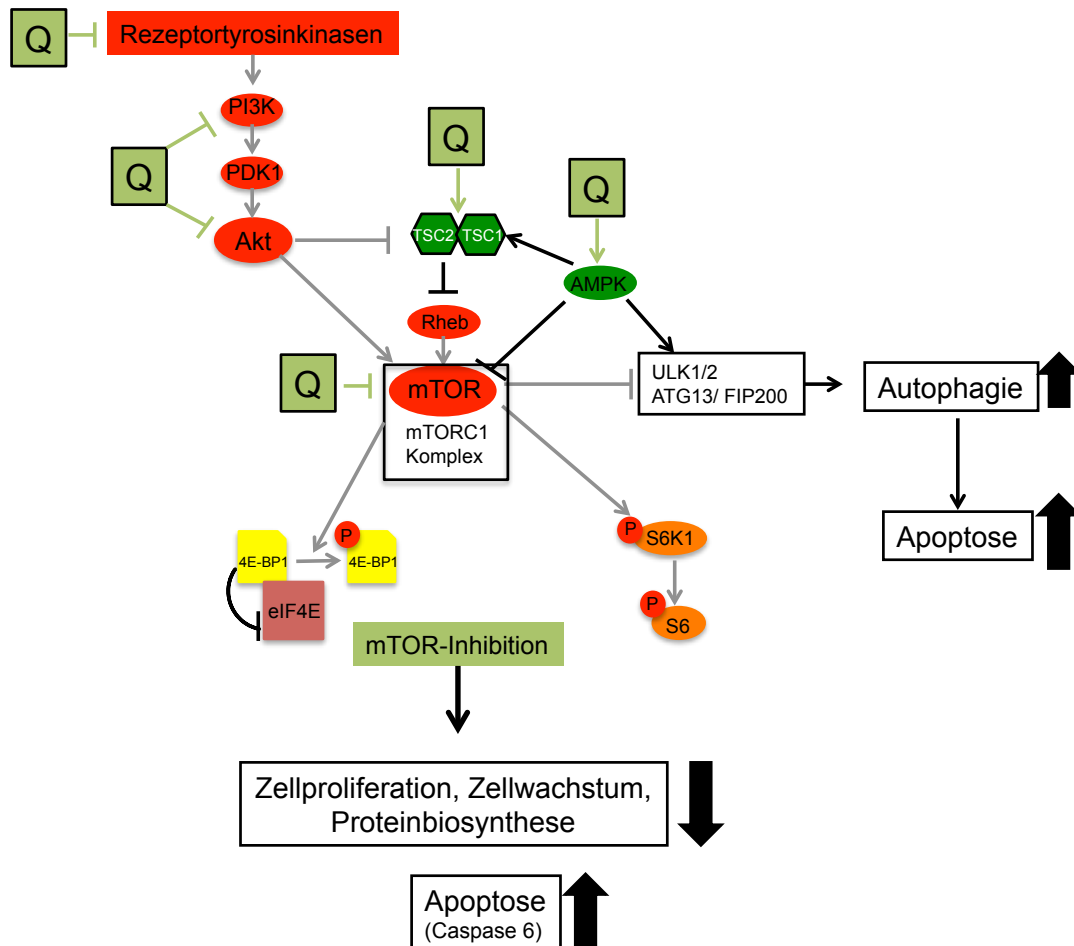 Q
Rezeptortyrosinkinasen
PI3K
Q
Q
PDK1
Q
Akt
TSC2
TSC1
AMPK
Rheb
Q
mTOR
mTORC1
Komplex
ULK1/2
ATG13/ FIP200
Autophagie
Apoptose
4E-BP1
P
4E-BP1
eIF4E
P
S6K1
P
S6
mTOR-Inhibition
Zellproliferation, Zellwachstum,
Proteinbiosynthese
Apoptose
(Caspase 6)